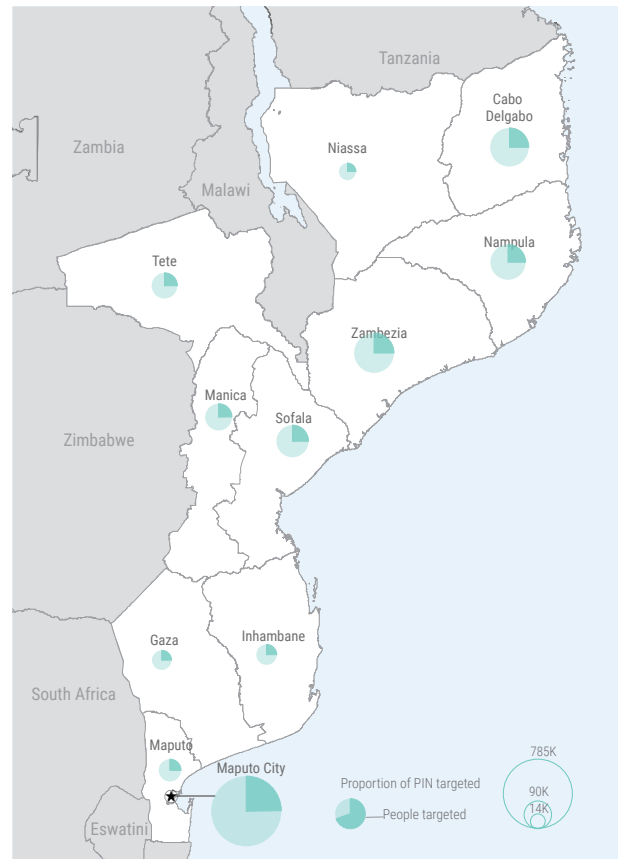 Tanzania
Cabo
Delgabo
Zambia
Niassa
Malawi
Nampula
Tete
Zambezia
Manica
Sofala
Zimbabwe
Gaza
Inhambane
South Africa
Maputo
785K
Maputo City
Proportion of PIN targeted
90K
14K
People targeted
Eswatini